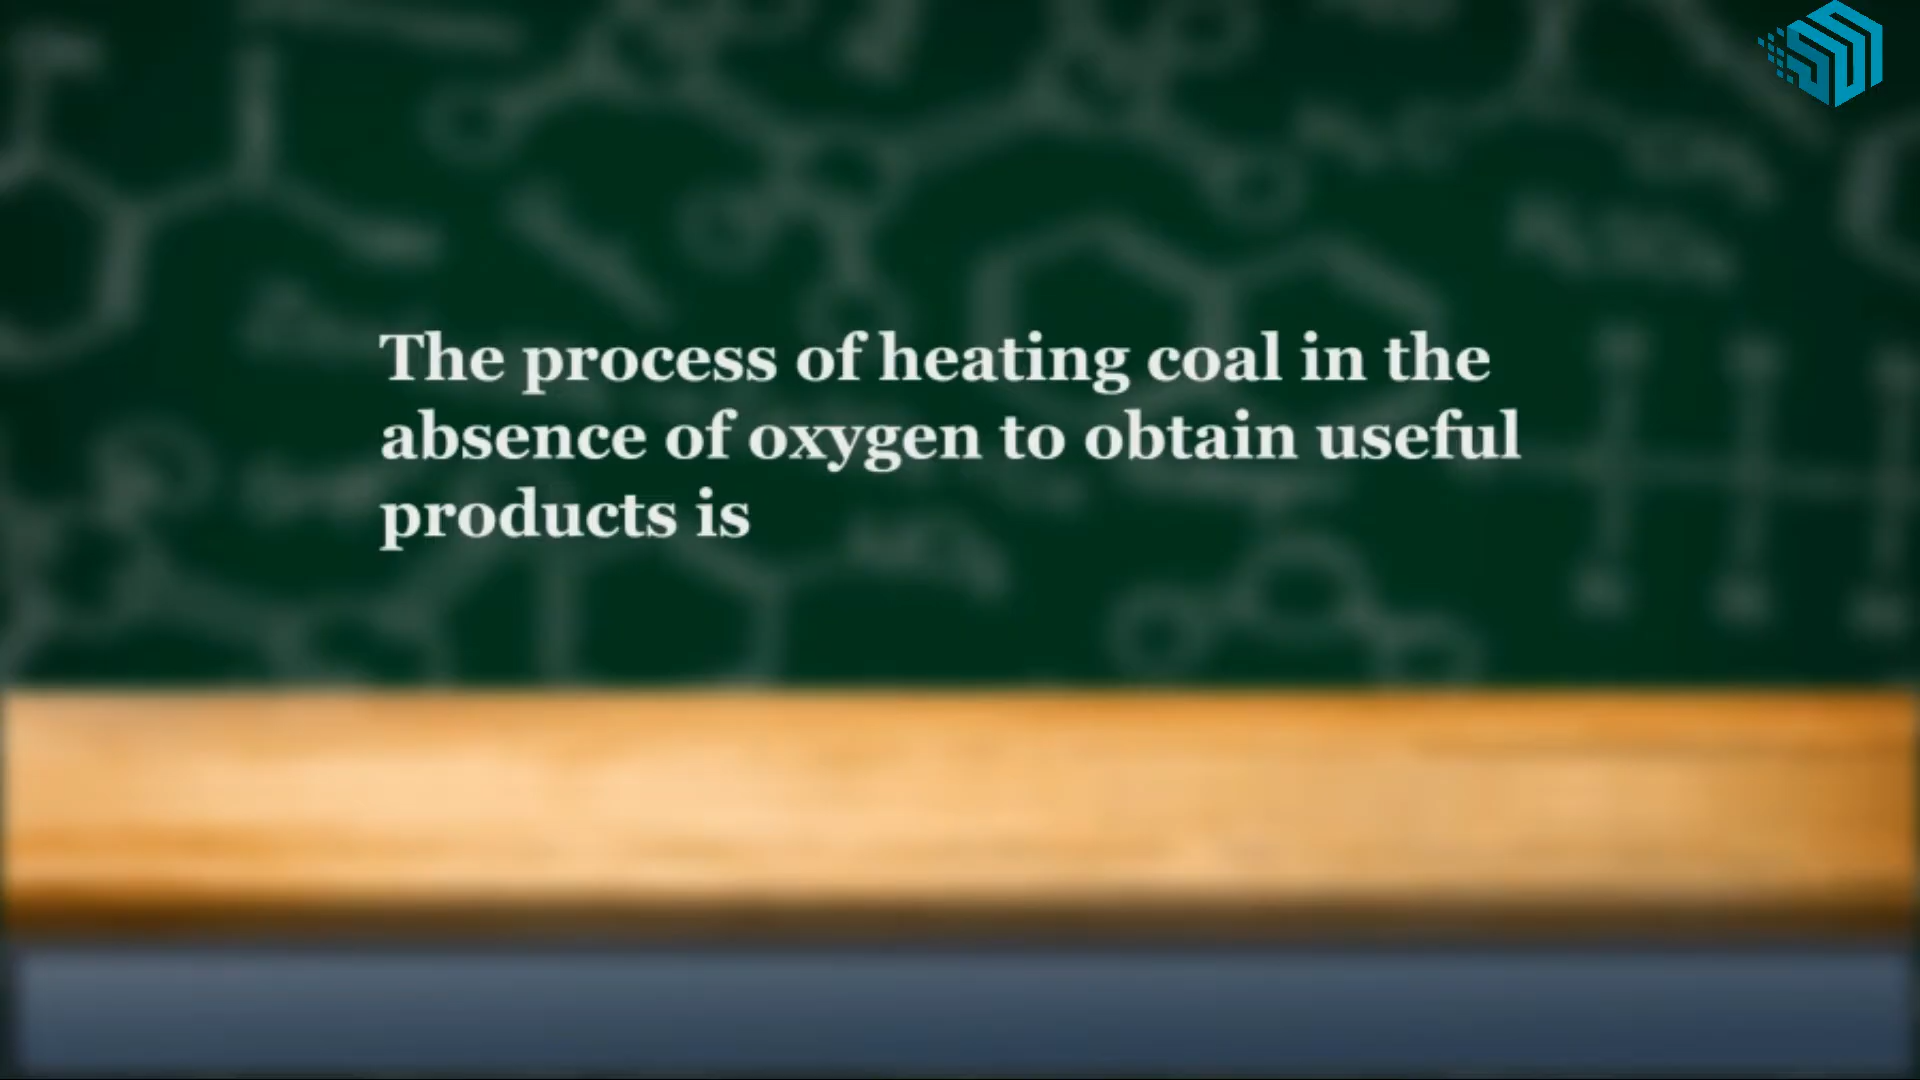 The process of heating coal in the
absence of oxygen to obtain useful
products is